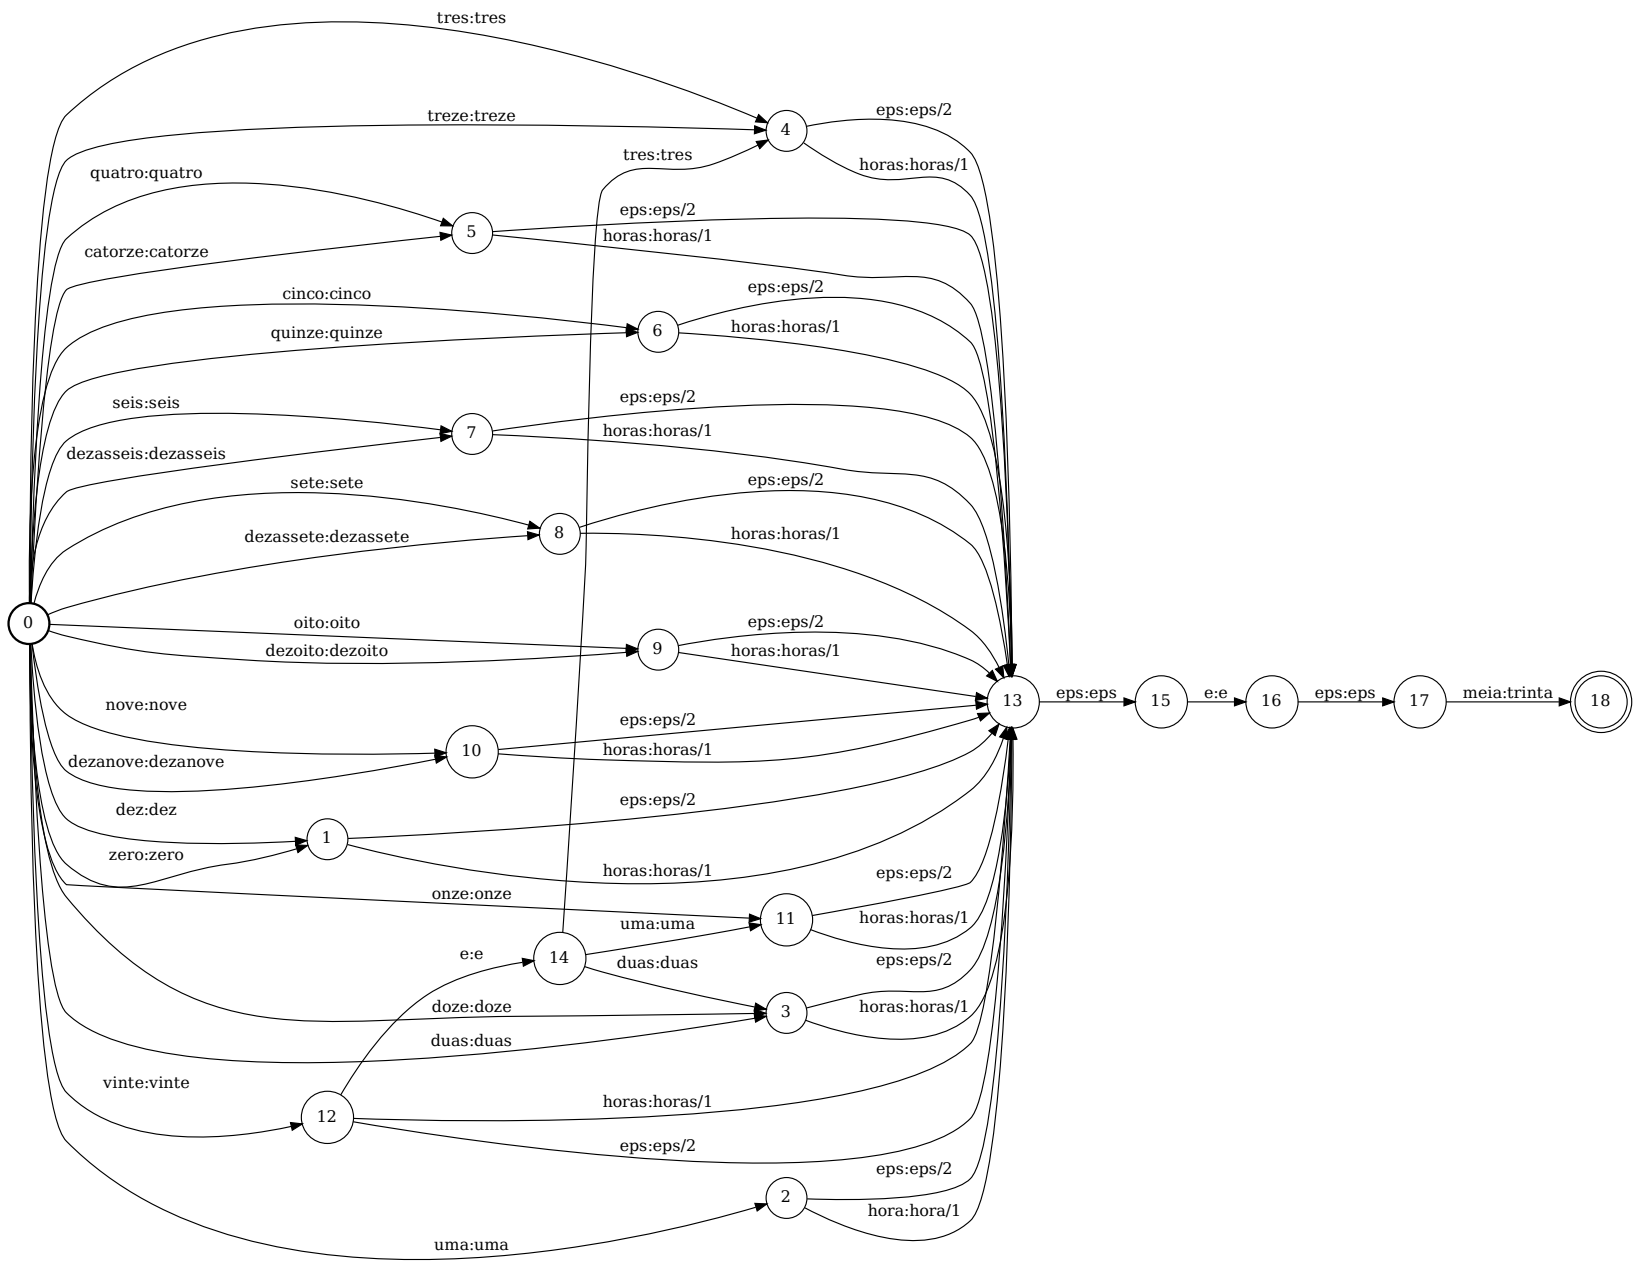 tres:tres
treze:treze
quatro:quatro
catorze:catorze
cinco:cinco
quinze:quinze
seis:seis
dezasseis:dezasseis
sete:sete
dezassete:dezassete
oito:oito
dezoito:dezoito
nove:nove
dezanove:dezanove
dez:dez
zero:zero
onze:onze
doze:doze
duas:duas
vinte:vinte
uma:uma
0
4
eps:eps/2
horas:horas/1
tres:tres
5
eps:eps/2
horas:horas/1
6
eps:eps/2
horas:horas/1
7
eps:eps/2
horas:horas/1
8
eps:eps/2
horas:horas/1
9
eps:eps/2
horas:horas/1
10
eps:eps/2
horas:horas/1
1
eps:eps/2
horas:horas/1
11
eps:eps/2
horas:horas/1
14
uma:uma
duas:duas
e:e
3
eps:eps/2
horas:horas/1
12
horas:horas/1
eps:eps/2
2
eps:eps/2
hora:hora/1
13
eps:eps
15
e:e
16
eps:eps
17
meia:trinta
18